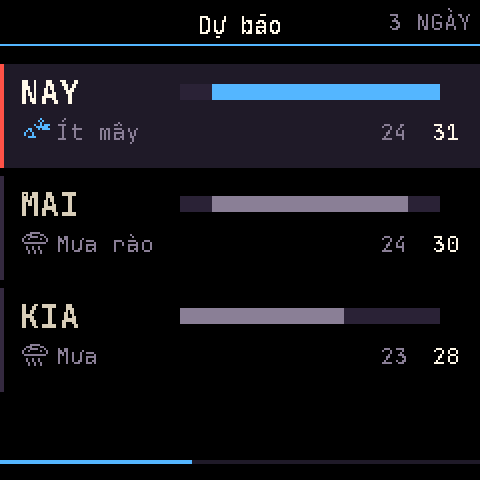 Dự báo 3 NGÀY
NAY
Ít mây 24 31
MAI
Mưa rào 24 30
KIA
Mưa 23 28